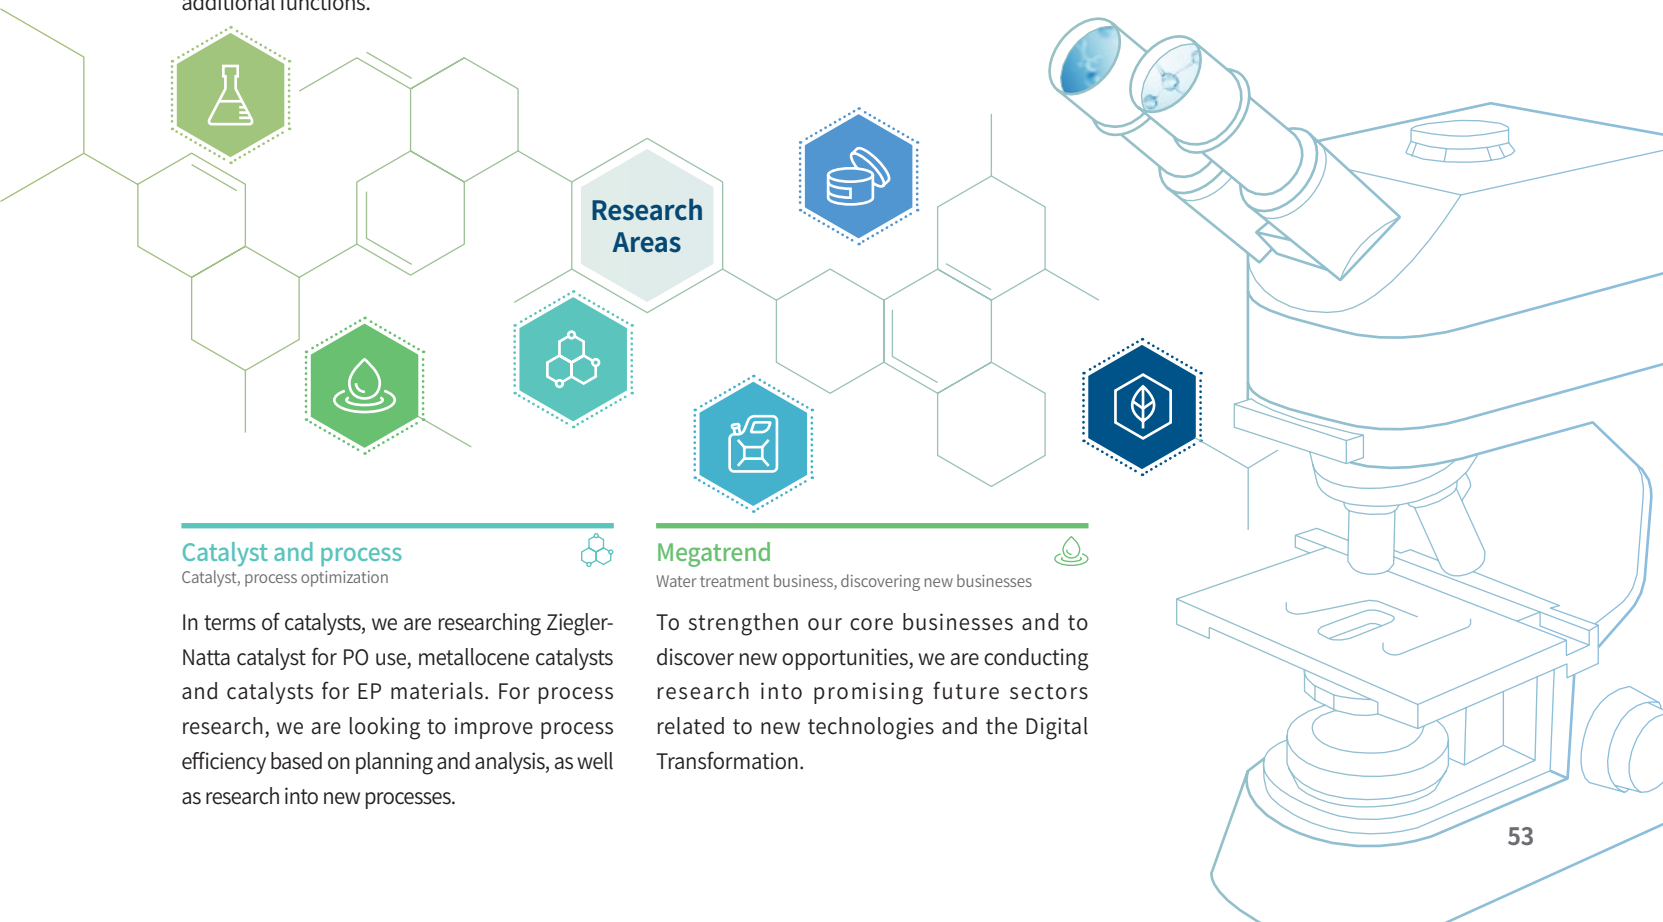 additional functions.
Research
Areas
Catalyst and process
Catalyst, process optimization
In terms of catalysts, we are researching Ziegler-
Natta catalyst for PO use, metallocene catalysts
and catalysts for EP materials. For process
research, we are looking to improve process
efficiency based on planning and analysis, as well
as research into new processes.
Megatrend
Water treatment business, discovering new businesses
To strengthen our core businesses and to
discover new opportunities, we are conducting
research into promising future sectors
related to new technologies and the Digital
Transformation.
53